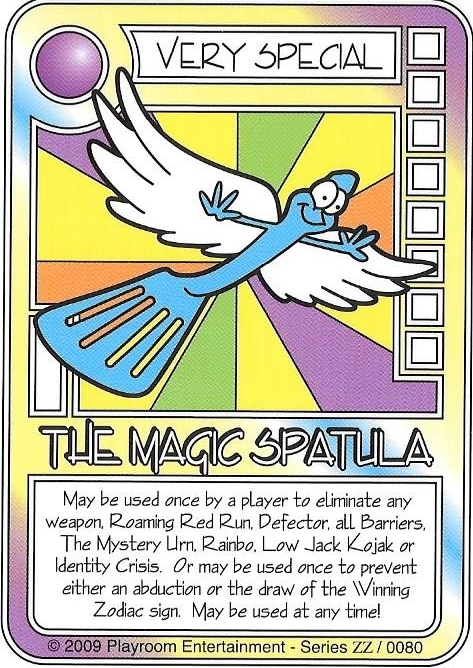 VERY SPECIAL
THE MAGIC SPATULA
May be used once by a player to eliminate any
weapon, Roaming Red Run, Defector, all Barriers,
The Mystery Urn, Rainbo, Low Jack Kojak or
Identity Crisis. Or may be used once to prevent
either an abduction or the draw of the Winning
Zodiac sign. May be used at any time!
© 2009 Playroom Entertainment - Series ZZ / 0080